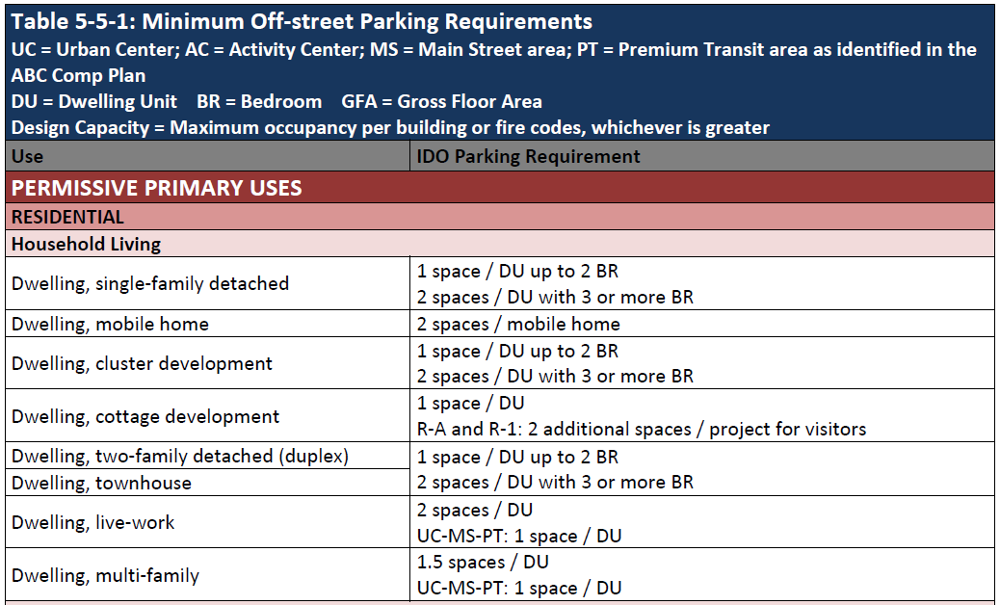 Table 5-5-1: Minimum Off-street Parking Requirements
UC = Urban Center; AC = Activity Center; MS = Main Street area; PT = Premium Transit area as identified in the
ABC Comp Plan
DU = Dwelling Unit BR = Bedroom GFA = Gross Floor Area
Design Capacity = Maximum occupancy per building or fire codes, whichever is greater
Use IDO Parking Requirement
PERMISSIVE PRIMARY USES
RESIDENTIAL
Household Living
Dwelling, single-family detached
1 space / DU up to 2 BR
2 spaces / DU with 3 or more BR
Dwelling, mobile home
2 spaces / mobile home
Dwelling, cluster development
1 space / DU up to 2 BR
2 spaces / DU with 3 or more BR
Dwelling, cottage development
1 space / DU
R-A and R-1: 2 additional spaces / project for visitors
Dwelling, two-family detached (duplex)
Dwelling, townhouse
1 space / DU up to 2 BR
2 spaces / DU with 3 or more BR
Dwelling, live-work
2 spaces / DU
UC-MS-PT: 1 space / DU
Dwelling, multi-family
1.5 spaces / DU
UC-MS-PT: 1 space / DU